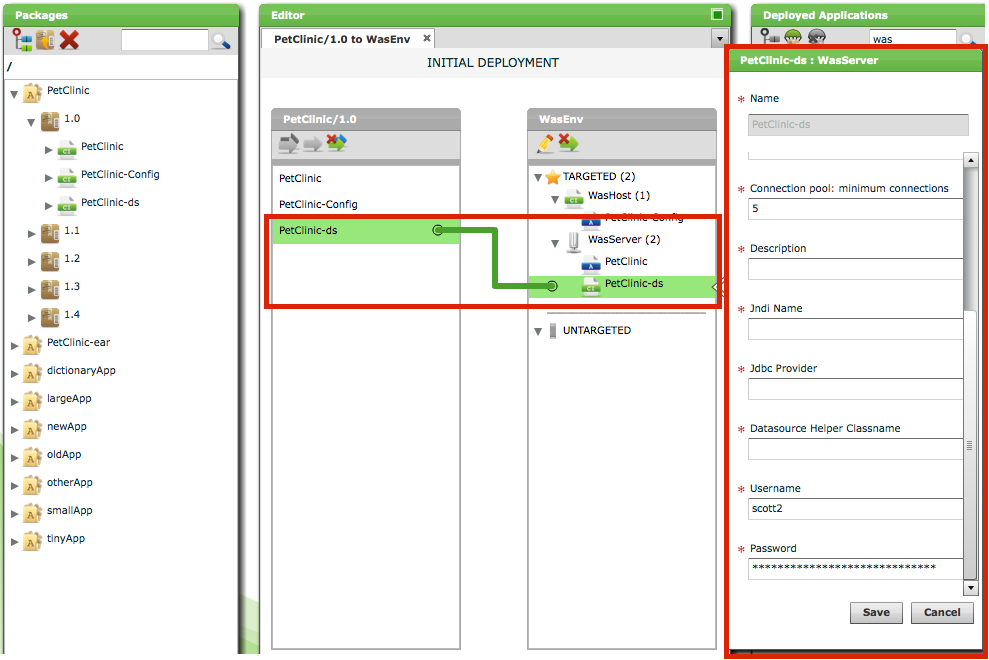 Packages
/
PetClinic
1.0
PetClinic
PetClinic-Config
PetClinic-ds
1.1
1.2
1.3
1.4
PetClinic-ear
dictionaryApp
largeApp
newApp
oldApp
otherApp
smallApp
tinyApp
Editor
PetClinic/1.0 to WasEnv
INITIAL DEPLOYMENT
PetClinic/1.0
PetClinic
PetClinic-Config
PetClinic-ds
WasEnv
TARGETED (2)
WasHost (1)
PetClinic-Config
WasServer (2)
PetClinic
PetClinic-ds
UNTARGETED
Deployed Applications
was
PetClinic-ds : WasServer
* Name
PetClinic-ds
* Connection pool: minimum connections
5
* Description
* Jndi Name
* Jdbc Provider
* Datasource Helper Classname
* Username
scott2
* Password
******************************
Save Cancel